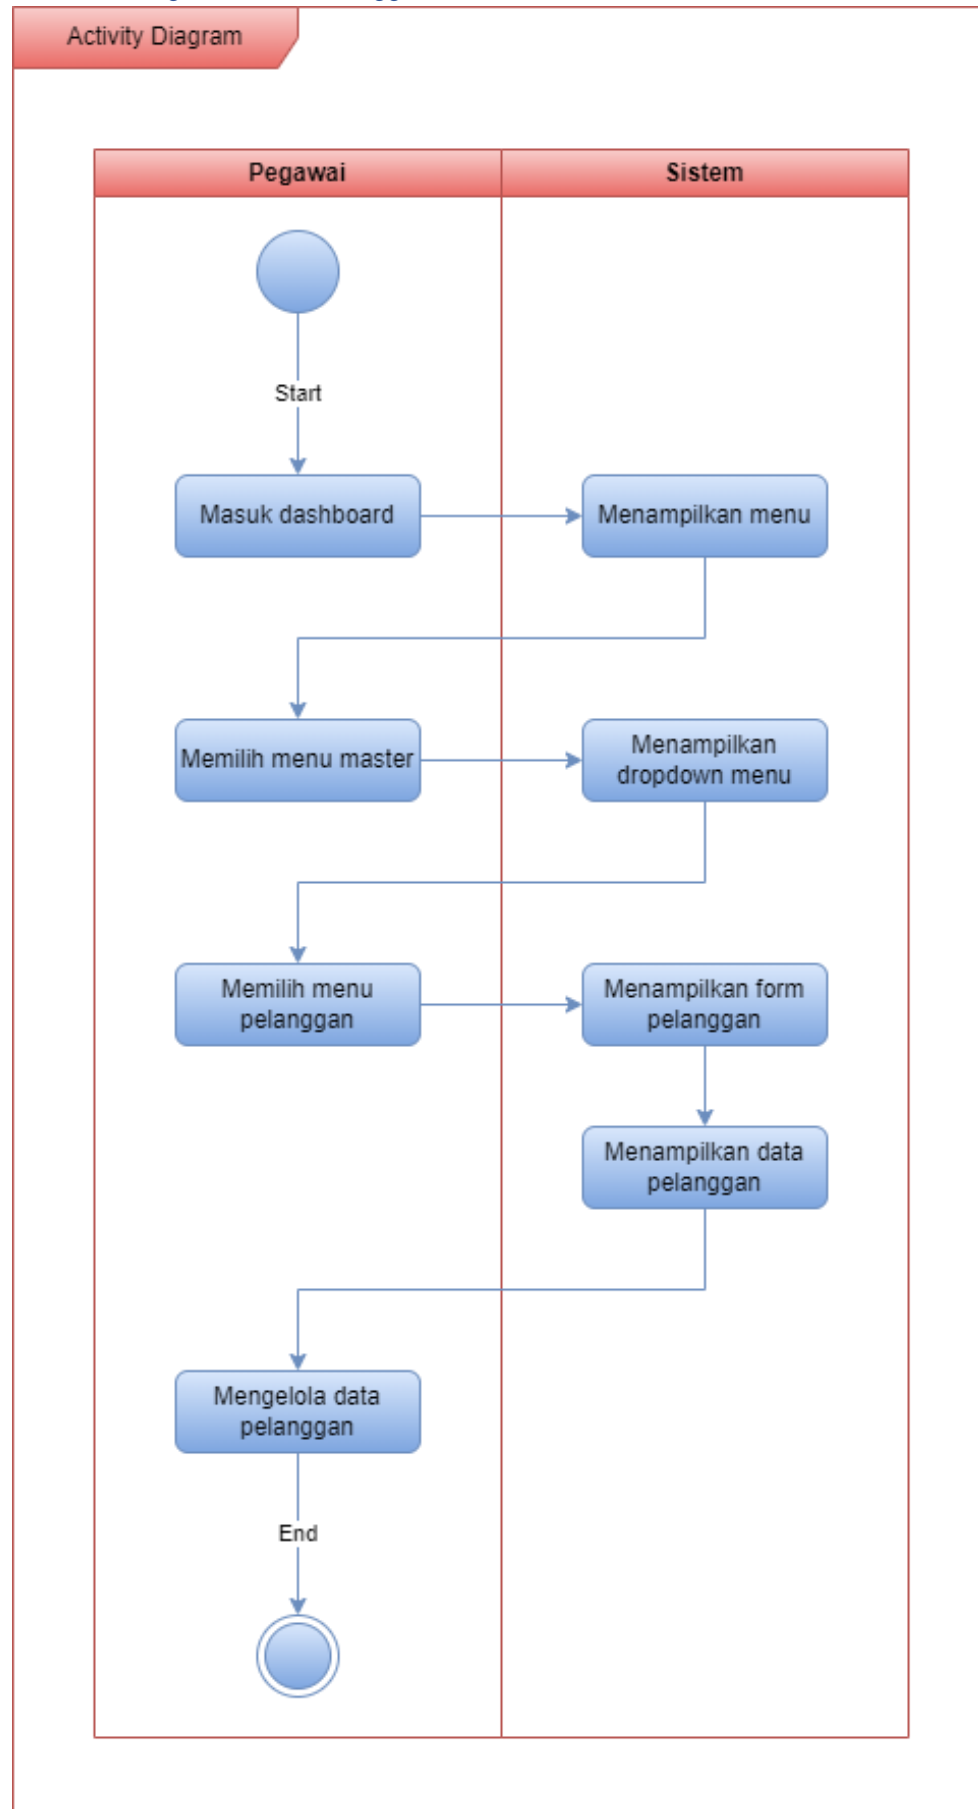 Activity Diagram
Pegawai
Sistem
Start
Masuk dashboard
Menampilkan menu
Memilih menu master
Menampilkan
dropdown menu
Memilih menu
pelanggan
Menampilkan form
pelanggan
Menampilkan data
pelanggan
Mengelola data
pelanggan
End